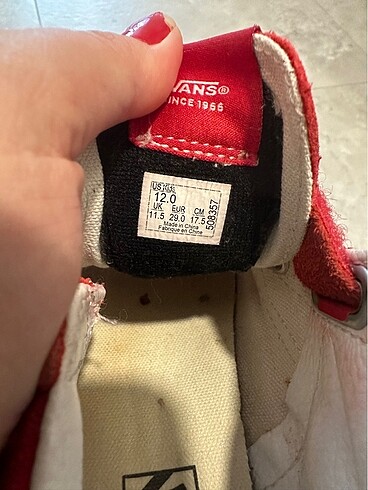 VANS®
SINCE 1966
US
12.0
UK EUR CM
11.5 29.0 17.5
Made in China
Fabriqué en Chine
508357